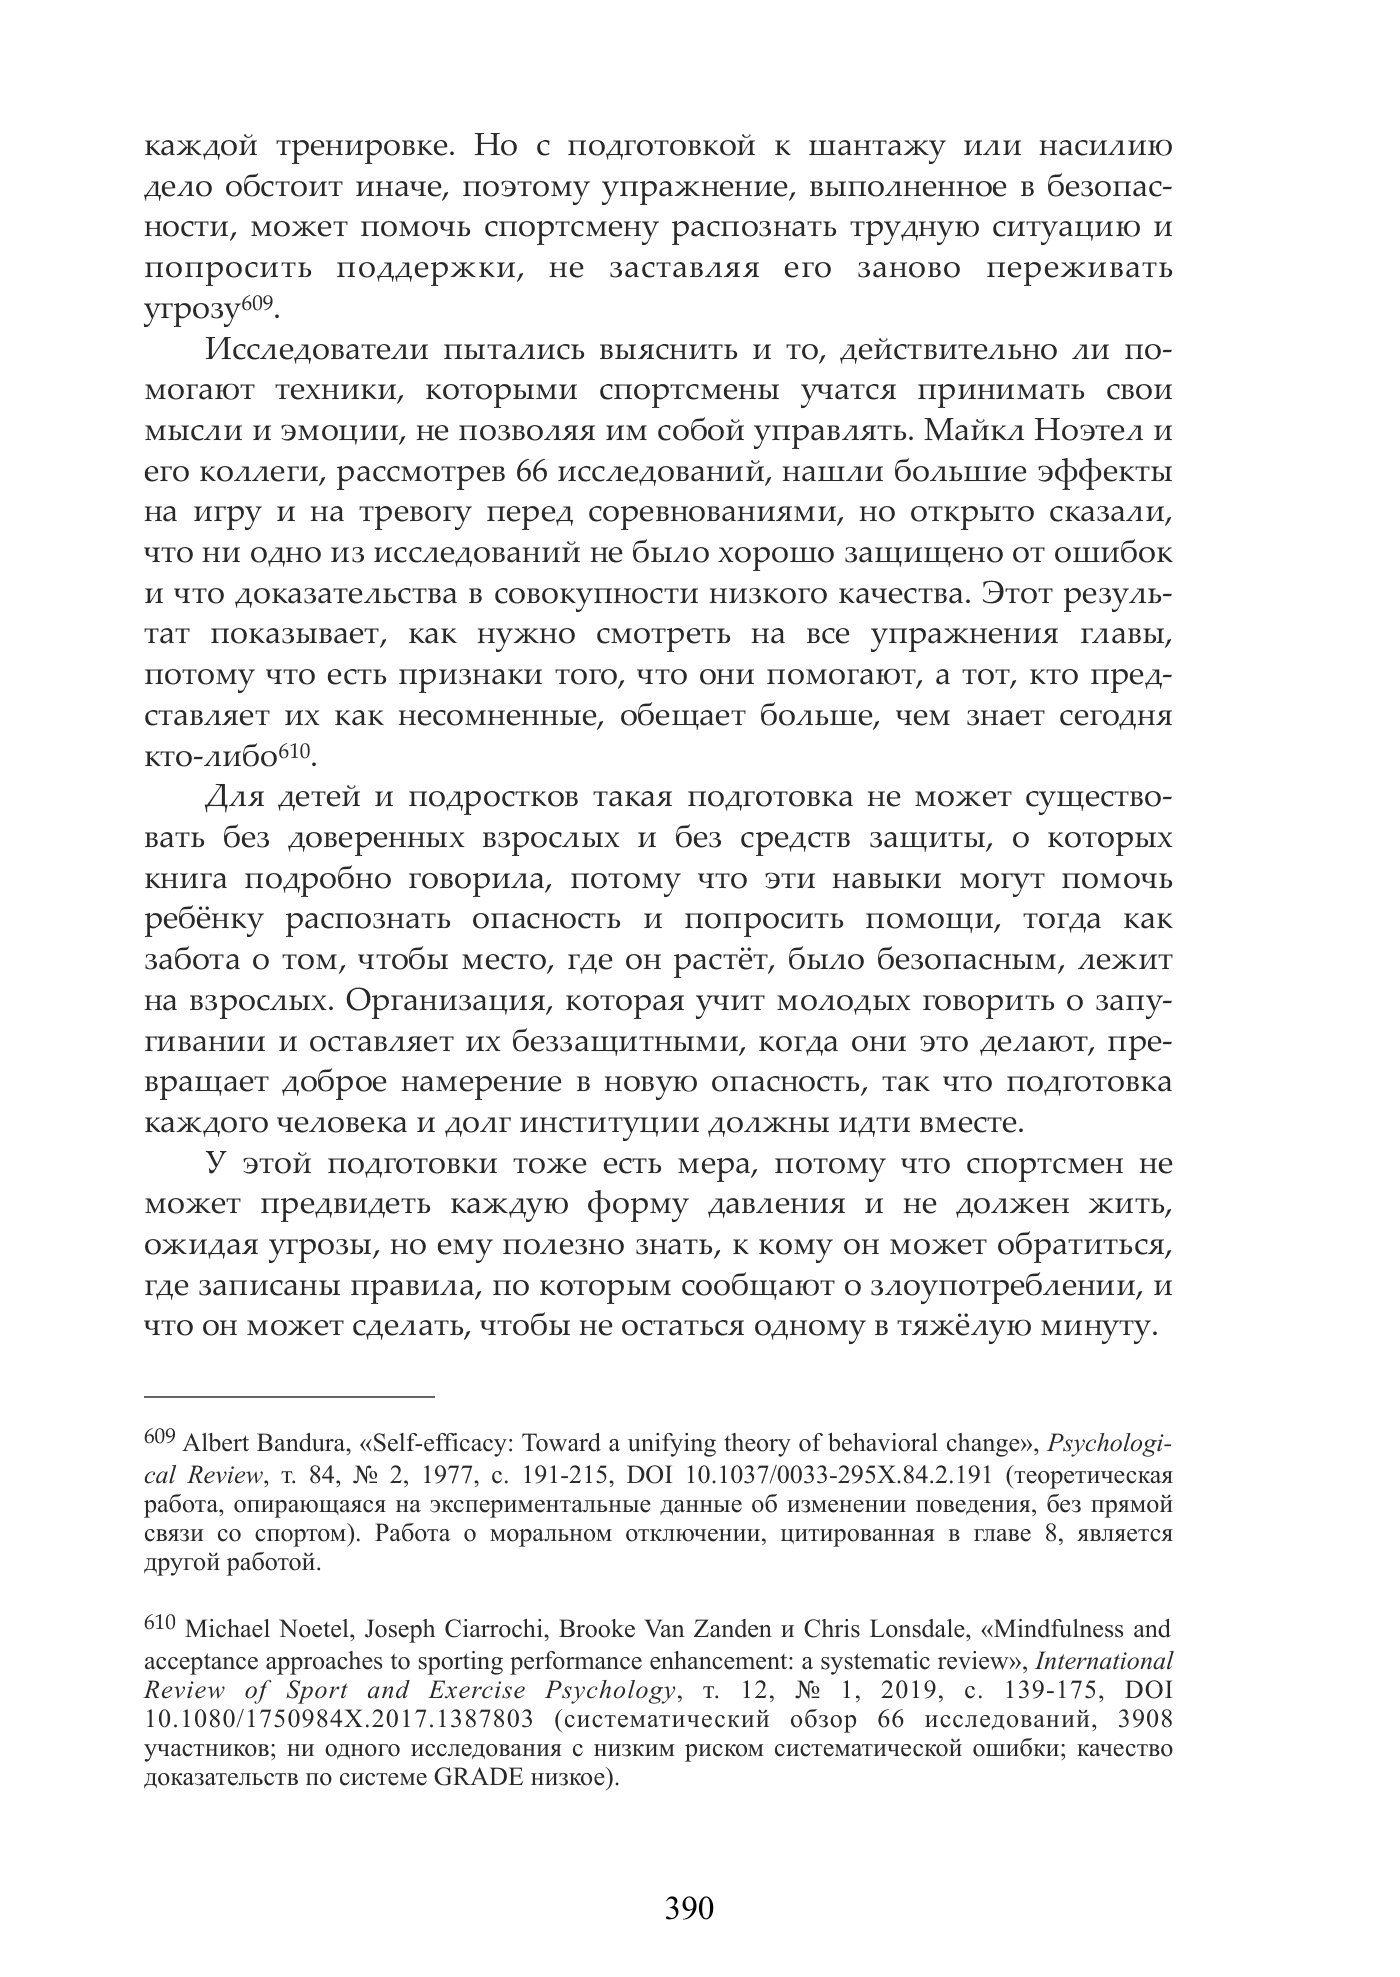 каждой тренировке. Но с подготовкой к шантажу или насилию
дело обстоит иначе, поэтому упражнение, выполненное в безопас-
ности, может помочь спортсмену распознать трудную ситуацию и
попросить поддержки, не заставляя его заново переживать
угрозу609.
Исследователи пытались выяснить и то, действительно ли по-
могают техники, которыми спортсмены учатся принимать свои
мысли и эмоции, не позволяя им собой управлять. Майкл Ноэтел и
его коллеги, рассмотрев 66 исследований, нашли большие эффекты
на игру и на тревогу перед соревнованиями, но открыто сказали,
что ни одно из исследований не было хорошо защищено от ошибок
и что доказательства в совокупности низкого качества. Этот резуль-
тат показывает, как нужно смотреть на все упражнения главы,
потому что есть признаки того, что они помогают, а тот, кто пред-
ставляет их как несомненные, обещает больше, чем знает сегодня
кто-либо610.
Для детей и подростков такая подготовка не может существо-
вать без доверенных взрослых и без средств защиты, о которых
книга подробно говорила, потому что эти навыки могут помочь
ребёнку распознать опасность и попросить помощи, тогда как
забота о том, чтобы место, где он растёт, было безопасным, лежит
на взрослых. Организация, которая учит молодых говорить о запу-
гивании и оставляет их беззащитными, когда они это делают, пре-
вращает доброе намерение в новую опасность, так что подготовка
каждого человека и долг институции должны идти вместе.
У этой подготовки тоже есть мера, потому что спортсмен не
может предвидеть каждую форму давления и не должен жить,
ожидая угрозы, но ему полезно знать, к кому он может обратиться,
где записаны правила, по которым сообщают о злоупотреблении, и
что он может сделать, чтобы не остаться одному в тяжёлую минуту.
609 Albert Bandura, «Self-efficacy: Toward a unifying theory of behavioral change», Psychologi-
cal Review, т. 84, № 2, 1977, с. 191-215, DOI 10.1037/0033-295X.84.2.191 (теоретическая
работа, опирающаяся на экспериментальные данные об изменении поведения, без прямой
связи со спортом). Работа о моральном отключении, цитированная в главе 8, является
другой работой.
610 Michael Noetel, Joseph Ciarrochi, Brooke Van Zanden и Chris Lonsdale, «Mindfulness and
acceptance approaches to sporting performance enhancement: a systematic review», International
Review of Sport and Exercise Psychology, т. 12, № 1, 2019, с. 139-175, DOI
10.1080/1750984X.2017.1387803 (систематический обзор 66 исследований, 3908
участников; ни одного исследования с низким риском систематической ошибки; качество
доказательств по системе GRADE низкое).
390